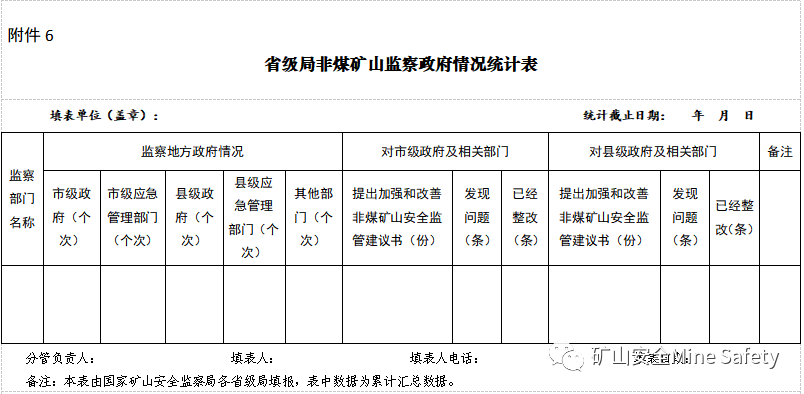 附件 6
省级局非煤矿山监察政府情况统计表
填表单位（盖章）： 统计截止日期： 年 月 日
监察部门名称 监察地方政府情况 对市级政府及相关部门 对县级政府及相关部门 备注
市级政府（个次） 市级应急管理部门（个次） 县级政府（个次） 县级应急管理部门（个次） 其他部门（个次） 提出加强和改善非煤矿山安全监管建议书（份） 发现问题（条） 已经整改（条） 提出加强和改善非煤矿山安全监管建议书（份） 发现问题（条） 已经整改（条）
分管负责人： 填表人： 填表人电话：
矿山安全Mine Safety
备注：本表由国家矿山安全监察局各省级局填报，表中数据为累计汇总数据。